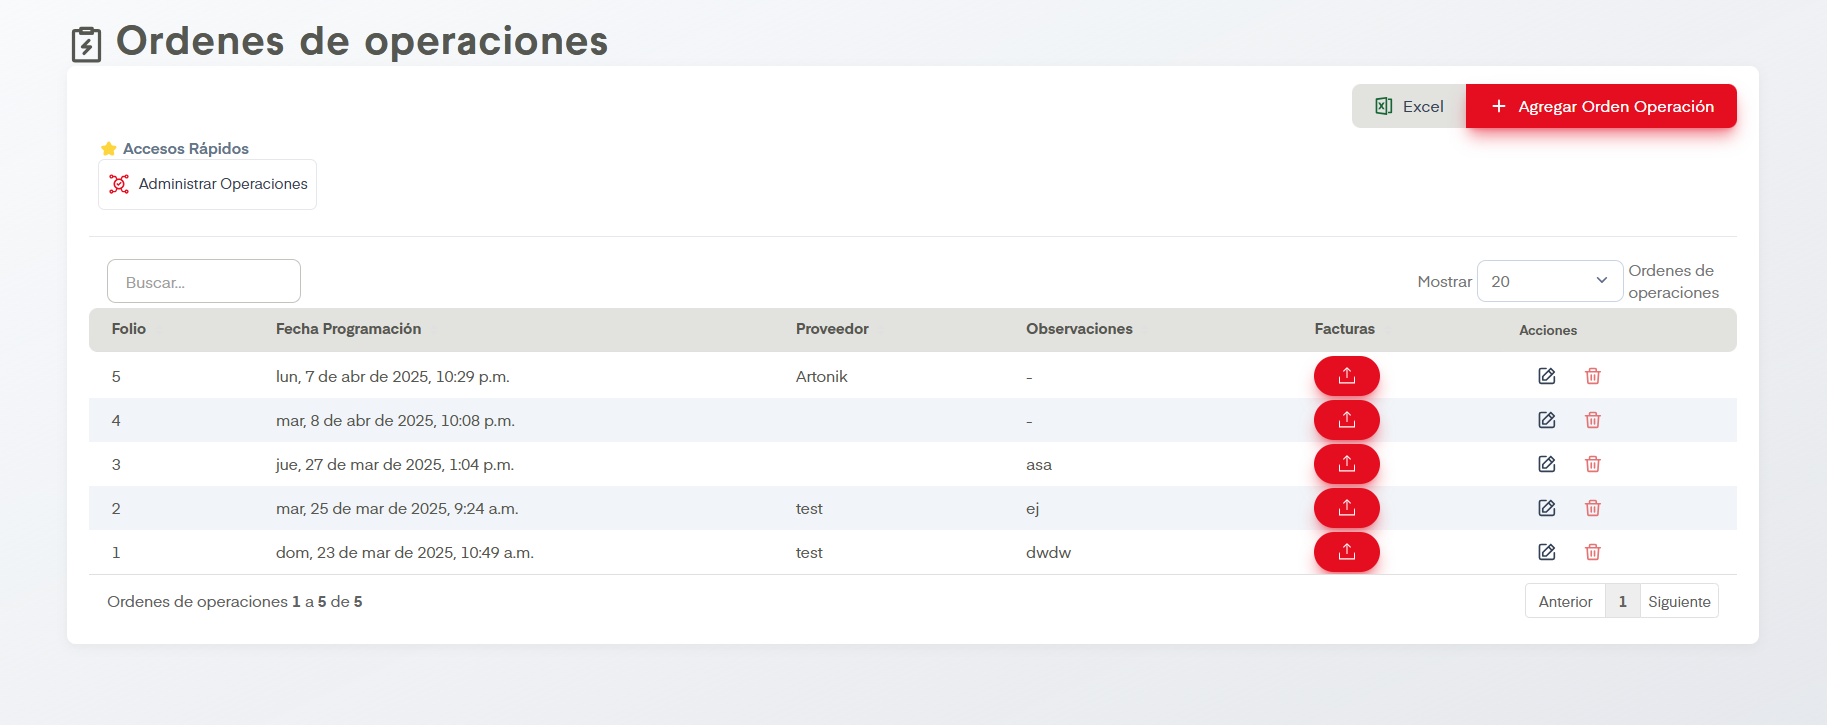 Ordenes de operaciones
Excel
+ Agregar Orden Operación
Accesos Rápidos
Administrar Operaciones
Buscar...
Mostrar 20 Ordenes de operaciones
Folio Fecha Programación Proveedor Observaciones Facturas Acciones
5 lun, 7 de abr de 2025, 10:29 p.m. Artonik -
4 mar, 8 de abr de 2025, 10:08 p.m. -
3 jue, 27 de mar de 2025, 1:04 p.m. asa
2 mar, 25 de mar de 2025, 9:24 a.m. test ej
1 dom, 23 de mar de 2025, 10:49 a.m. test dwdw
Ordenes de operaciones 1 a 5 de 5
Anterior 1 Siguiente